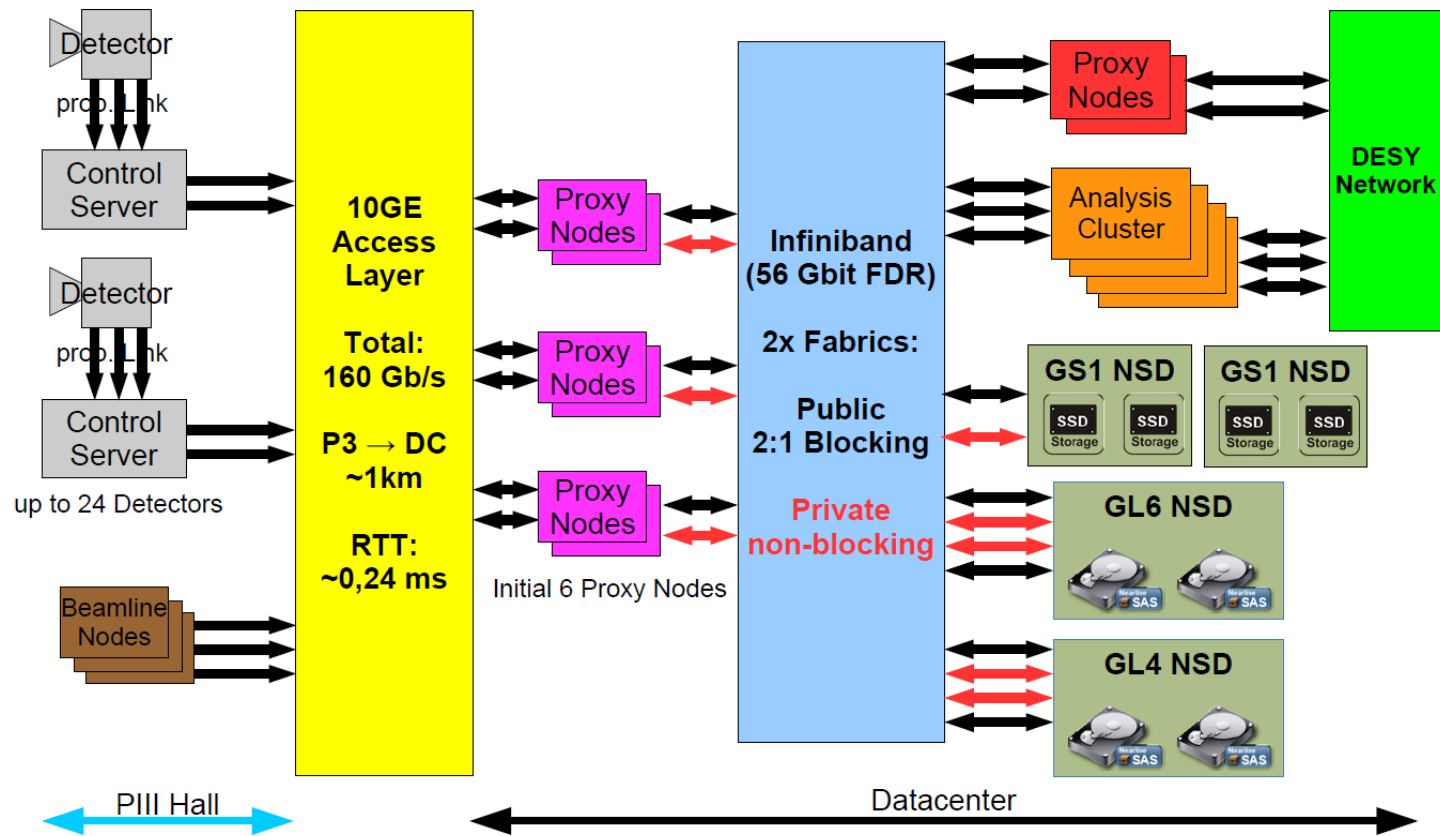 Detector
prop. Link
Control
Server
Detector
prop. Link
Control
Server
up to 24 Detectors
Beamline
Nodes
PIII Hall
10GE
Access
Layer
Total:
160 Gb/s
P3 → DC
~1km
RTT:
~0,24 ms
Proxy
Nodes
Proxy
Nodes
Proxy
Nodes
Initial 6 Proxy Nodes
Infiniband
(56 Gbit FDR)
2x Fabrics:
Public
2:1 Blocking
Private
non-blocking
Proxy
Nodes
Analysis
Cluster
DESY
Network
GS1 NSD
SSD
Storage
SSD
Storage
GS1 NSD
SSD
Storage
SSD
Storage
GL6 NSD
Nearline
SAS
Nearline
SAS
GL4 NSD
Nearline
SAS
Nearline
SAS
Datacenter